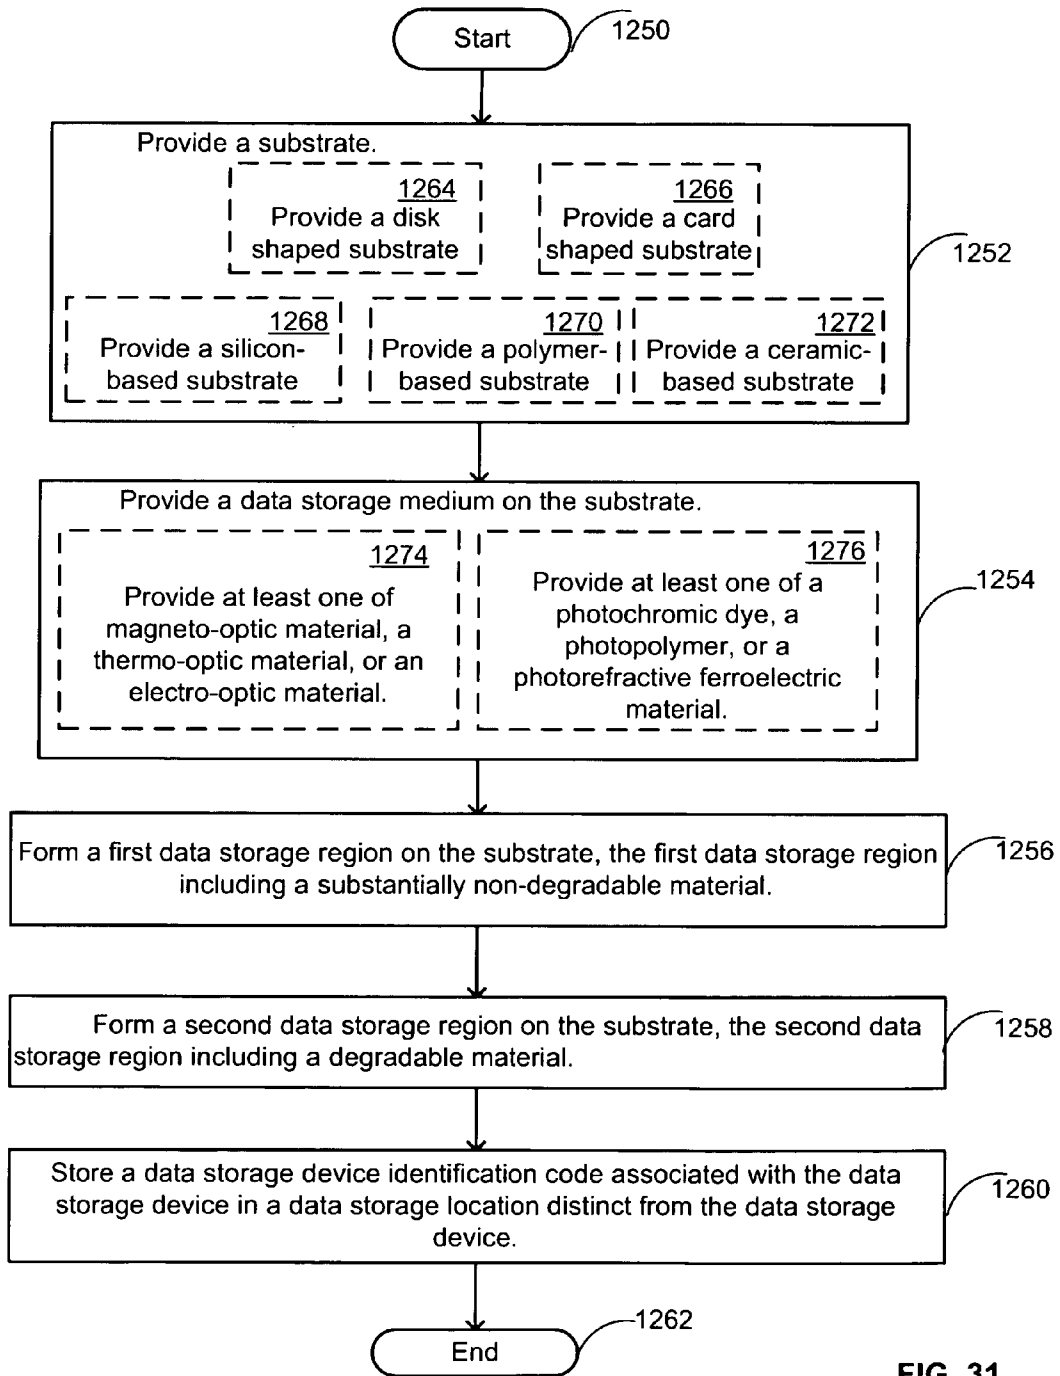 Start
1250
Provide a substrate.
1264
Provide a disk
shaped substrate
1266
Provide a card
shaped substrate
1252
1268
Provide a silicon-
based substrate
1270
Provide a polymer-
based substrate
1272
Provide a ceramic-
based substrate
Provide a data storage medium on the substrate.
1274
Provide at least one of
magneto-optic material, a
thermo-optic material, or an
electro-optic material.
1276
Provide at least one of a
photochromic dye, a
photopolymer, or a
photorefractive ferroelectric
material.
1254
Form a first data storage region on the substrate, the first data storage region
including a substantially non-degradable material.
1256
Form a second data storage region on the substrate, the second data
storage region including a degradable material.
1258
Store a data storage device identification code associated with the data
storage device in a data storage location distinct from the data storage
device.
1260
End
1262
FIG. 31